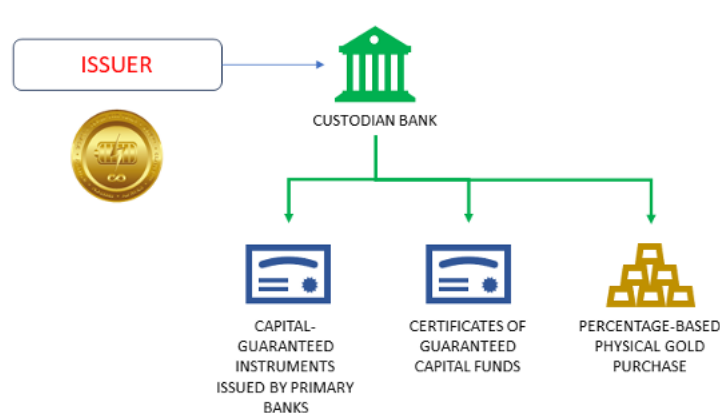 ISSUER
CUSTODIAN BANK
CAPITAL-
GUARANTEED
INSTRUMENTS
ISSUED BY PRIMARY
BANKS
CERTIFICATES OF
GUARANTEED
CAPITAL FUNDS
PERCENTAGE-BASED
PHYSICAL GOLD
PURCHASE